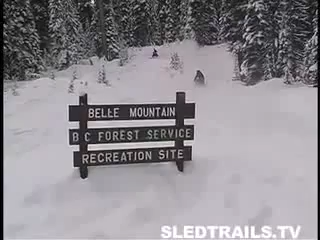 BELLE MOUNTAIN
B C FOREST SERVICE
RECREATION SITE
SLEDTRAILS.TV